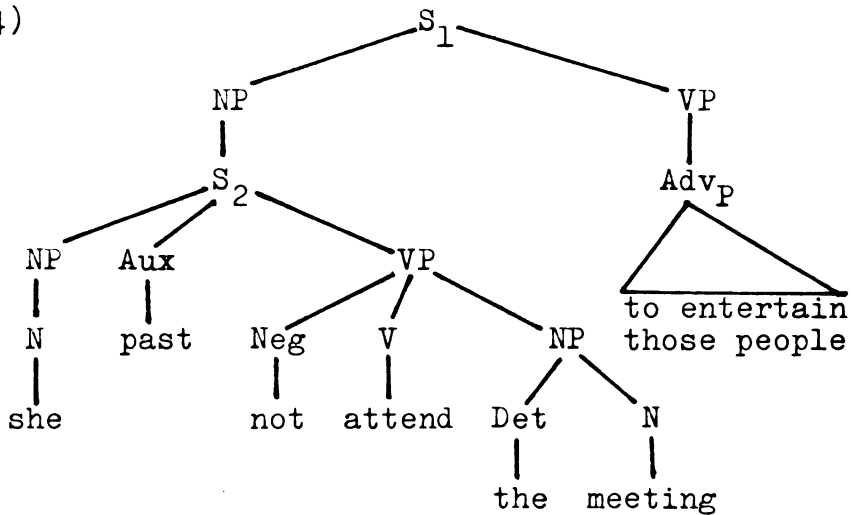 4)
S1
NP VP
S2 AdvP
NP Aux VP
to entertain
N past Neg V NP those people
she not attend Det N
the meeting